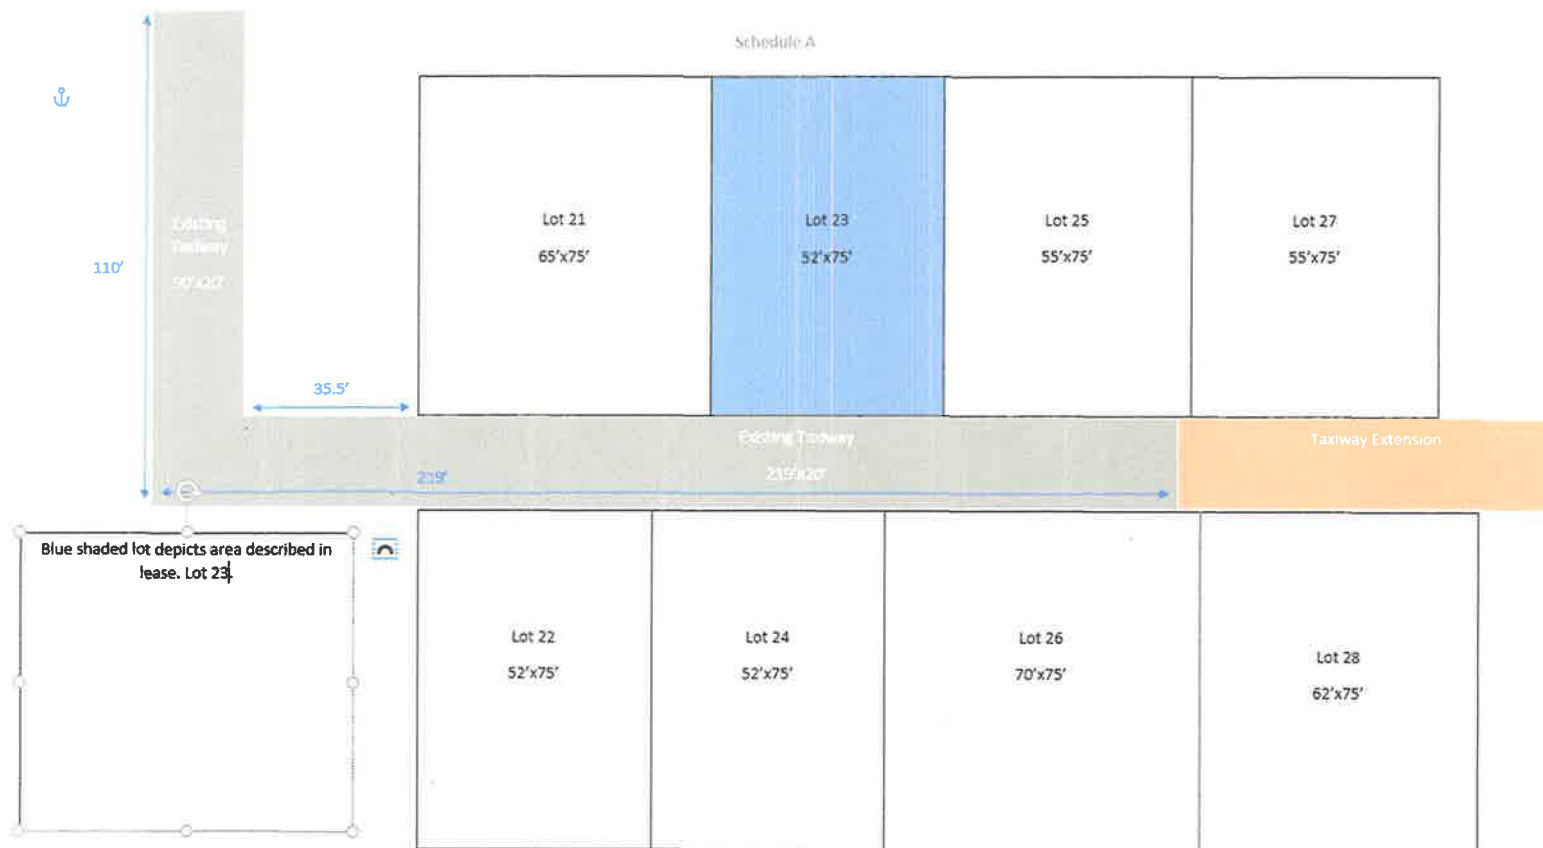 Schedule A
Existing
Taxiway
90'x20'
110'
35.5'
Lot 21
65'x75'
Lot 23
52'x75'
Lot 25
55'x75'
Lot 27
55'x75'
Existing Taxiway
219'x20'
219'
Taxiway Extension
Blue shaded lot depicts area described in
lease. Lot 23.
Lot 22
52'x75'
Lot 24
52'x75'
Lot 26
70'x75'
Lot 28
62'x75'